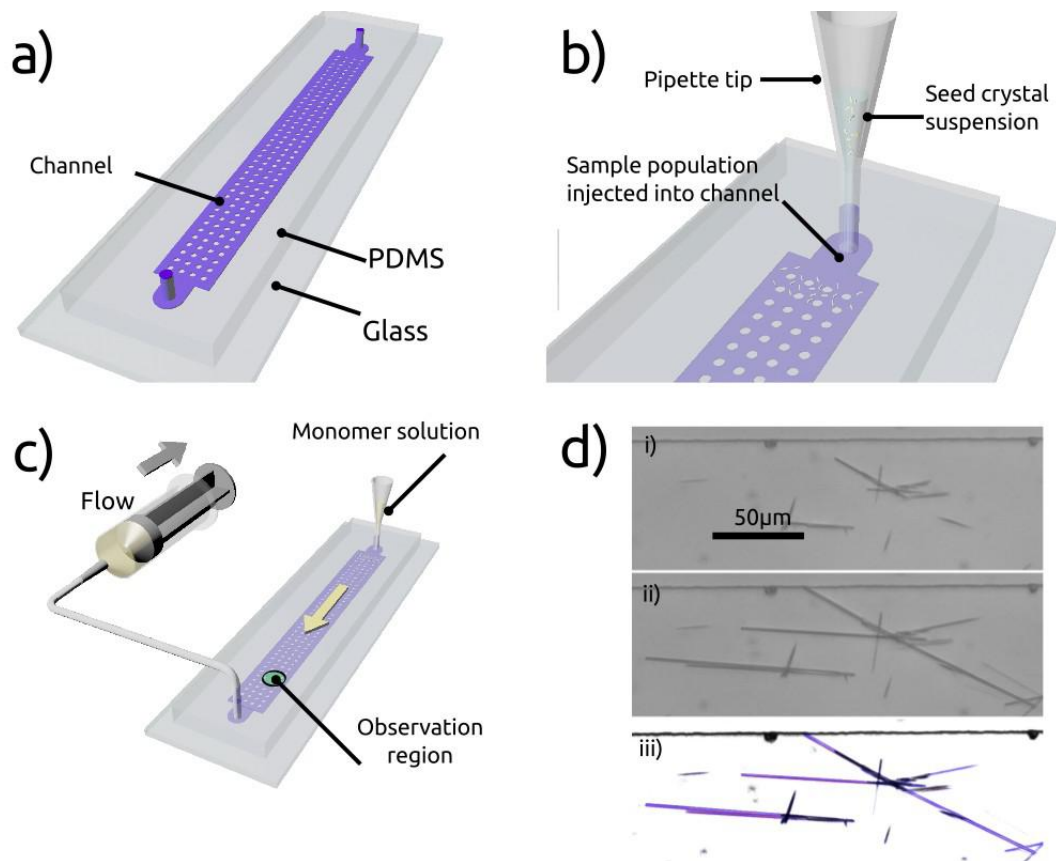 a)
Channel
PDMS
Glass
b)
Pipette tip
Seed crystal
suspension
Sample population
injected into channel
c)
Monomer solution
Flow
Observation
region
d)
i)
50µm
ii)
iii)